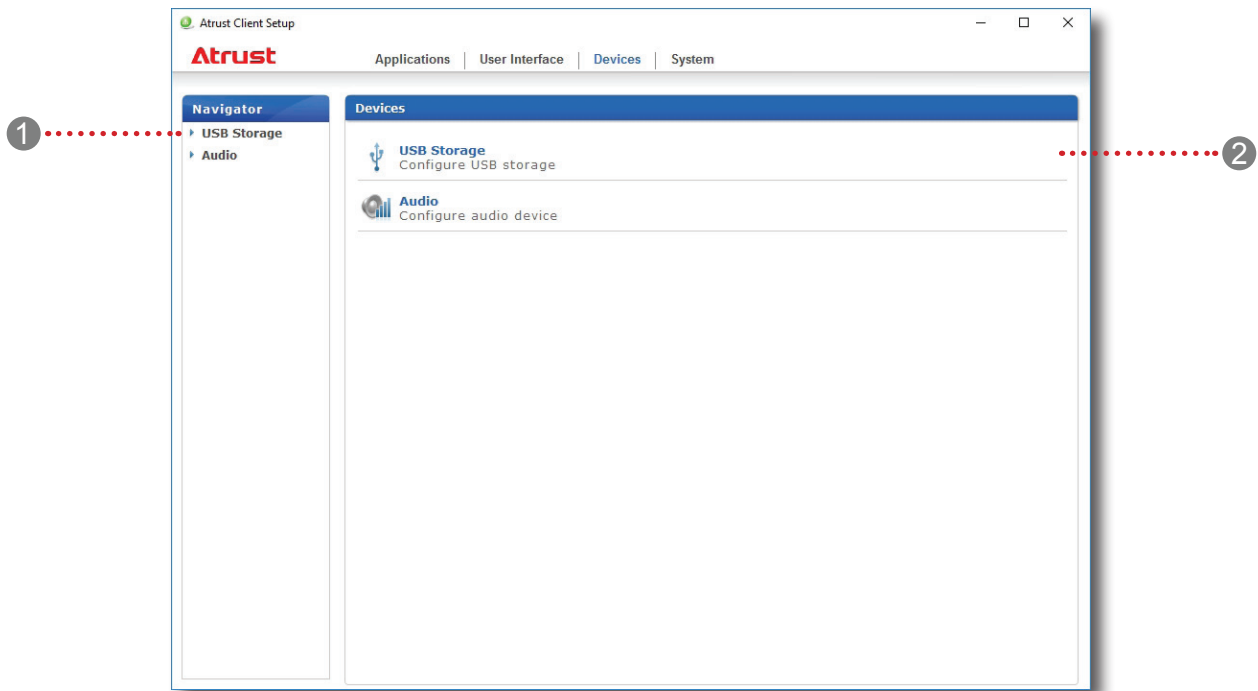 Atrust Client Setup
Atrust
Applications | User Interface | Devices | System
Navigator
USB Storage
Audio
Devices
USB Storage
Configure USB storage
Audio
Configure audio device
1
2